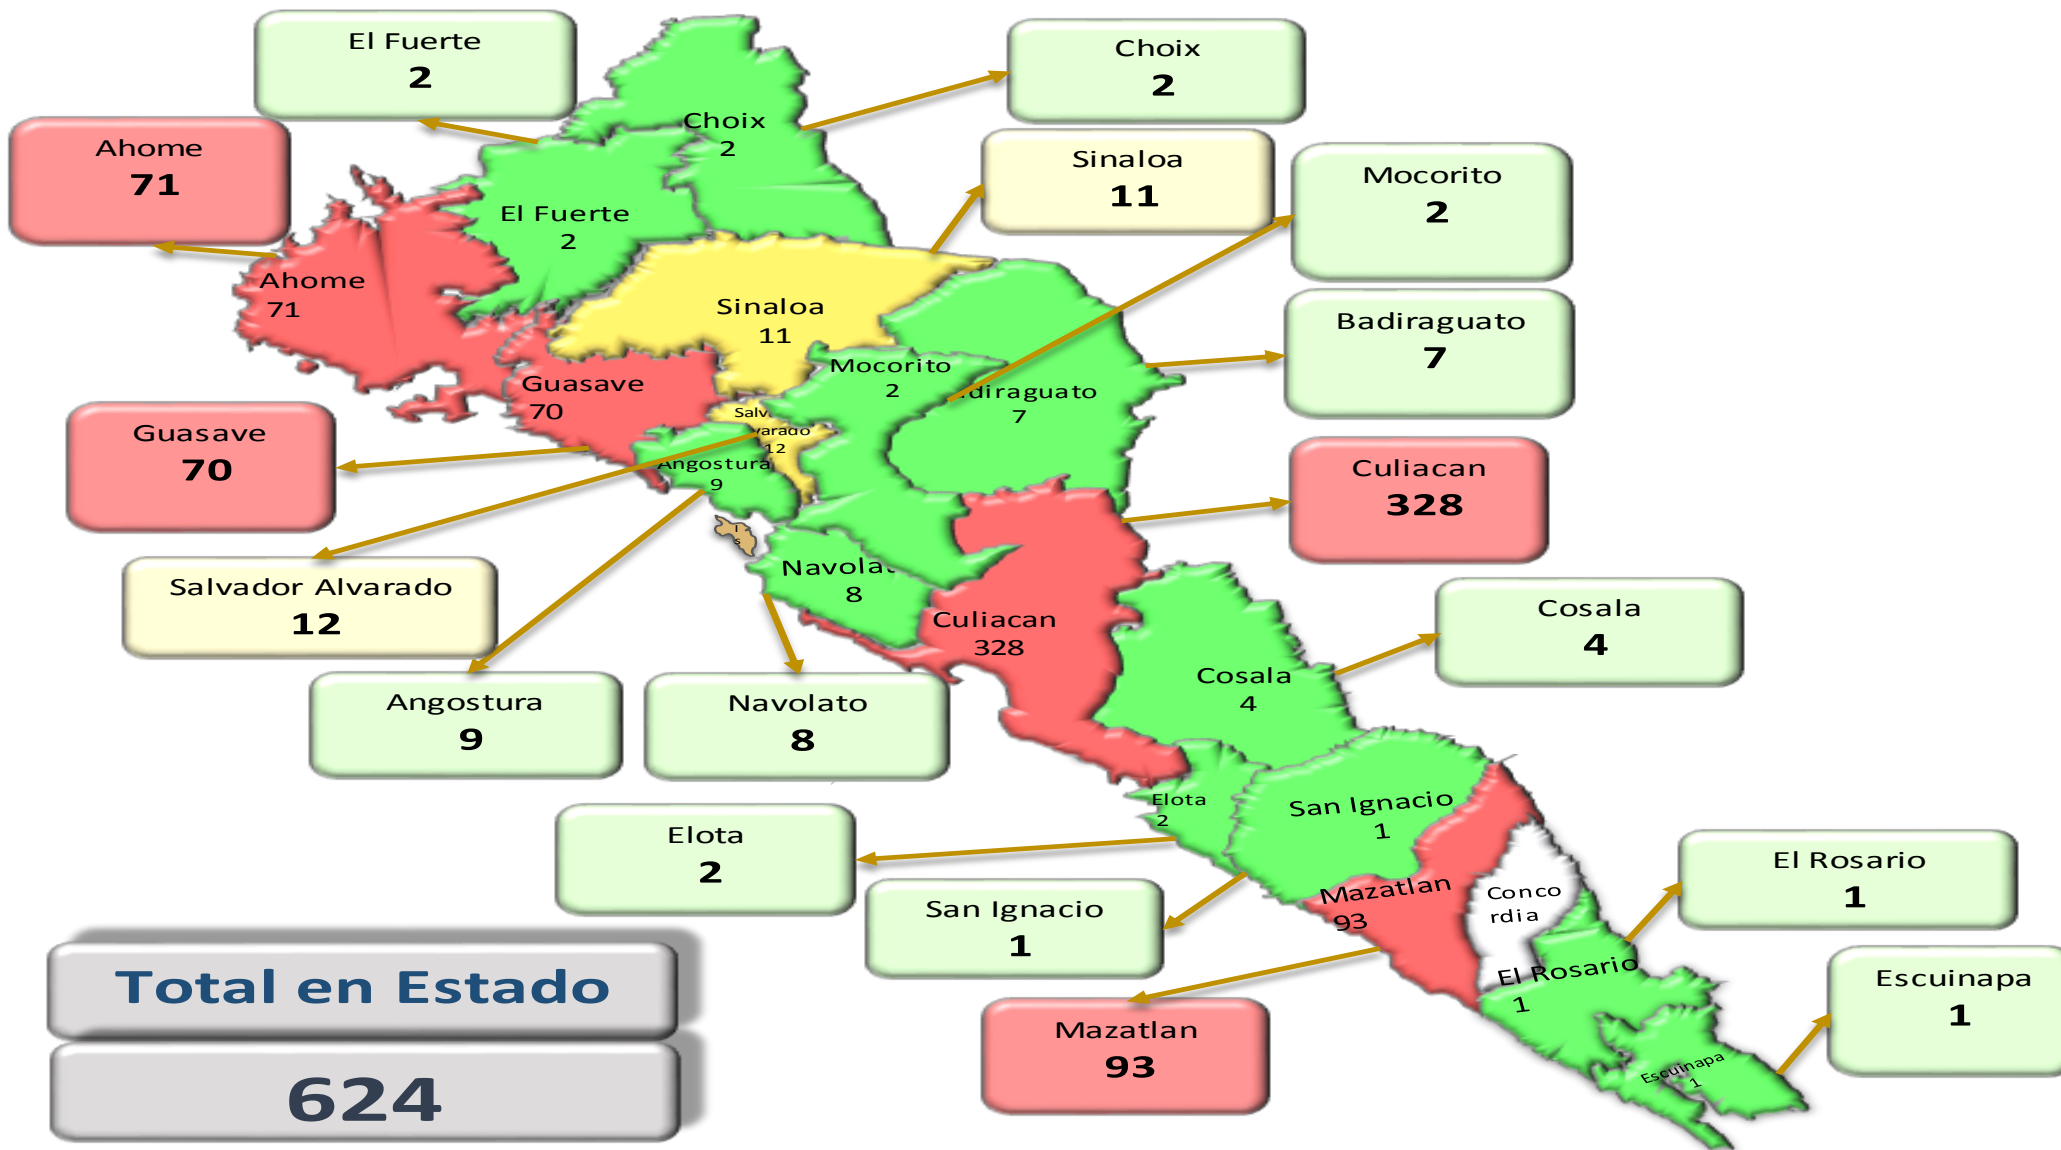 El Fuerte
2
Choix
2
Ahome
71
Sinaloa
11
Mocorito
2
Badiraguato
7
Guasave
70
Culiacan
328
Salvador Alvarado
12
Cosala
4
Angostura
9
Navolato
8
Elota
2
San Ignacio
1
El Rosario
1
Mazatlan
93
Escuinapa
1
Choix
2
El Fuerte
2
Ahome
71
Sinaloa
11
Guasave
70
Mocorito
2
diraguato
7
Salv
varado
12
Angostura
9
I
s
Navolat
8
Culiacan
328
Cosala
4
Elota
2
San Ignacio
1
Mazatlan
93
Conco
rdia
El Rosario
1
Escuinapa
1
Total en Estado
624